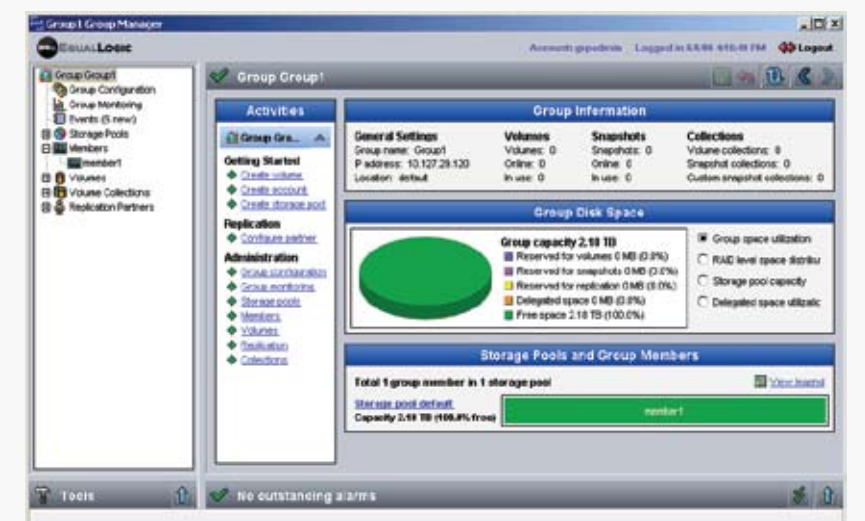 Group1 Group Manager
EQUALLOGIC
Account: grpadmin Logged in Logout
Group Group1
Group Configuration
Group Monitoring
Events (5 new)
Storage Pools
Members
member1
Volumes
Volume Collections
Replication Partners
Group Group1
Activities
Group Gro...
Getting Started
Create volume
Create account
Create storage pool
Replication
Configure partner
Administration
Group configuration
Group monitoring
Storage pools
Members
Volumes
Replication
Collections
Group Information
General Settings
Group name: Group1
IP address: 10.127.29.120
Location: default
Volumes
Volumes: 0
Online: 0
In use: 0
Snapshots
Snapshots: 0
Online: 0
In use: 0
Collections
Volume collections: 0
Snapshot collections: 0
Custom snapshot collections: 0
Group Disk Space
Group capacity 2.18 TB
Reserved for volumes 0 MB (0.0%)
Reserved for snapshots 0 MB (0.0%)
Reserved for replication 0 MB (0.0%)
Delegated space 0 MB (0.0%)
Free space 2.18 TB (100.0%)
Group space utilization
RAID level space distribu
Storage pool capacity
Delegated space utilizatic
Storage Pools and Group Members
Total 1 group member in 1 storage pool
View legend
Storage pool default
Capacity 2.18 TB (100.0% free)
member1
Tools
No outstanding alarms